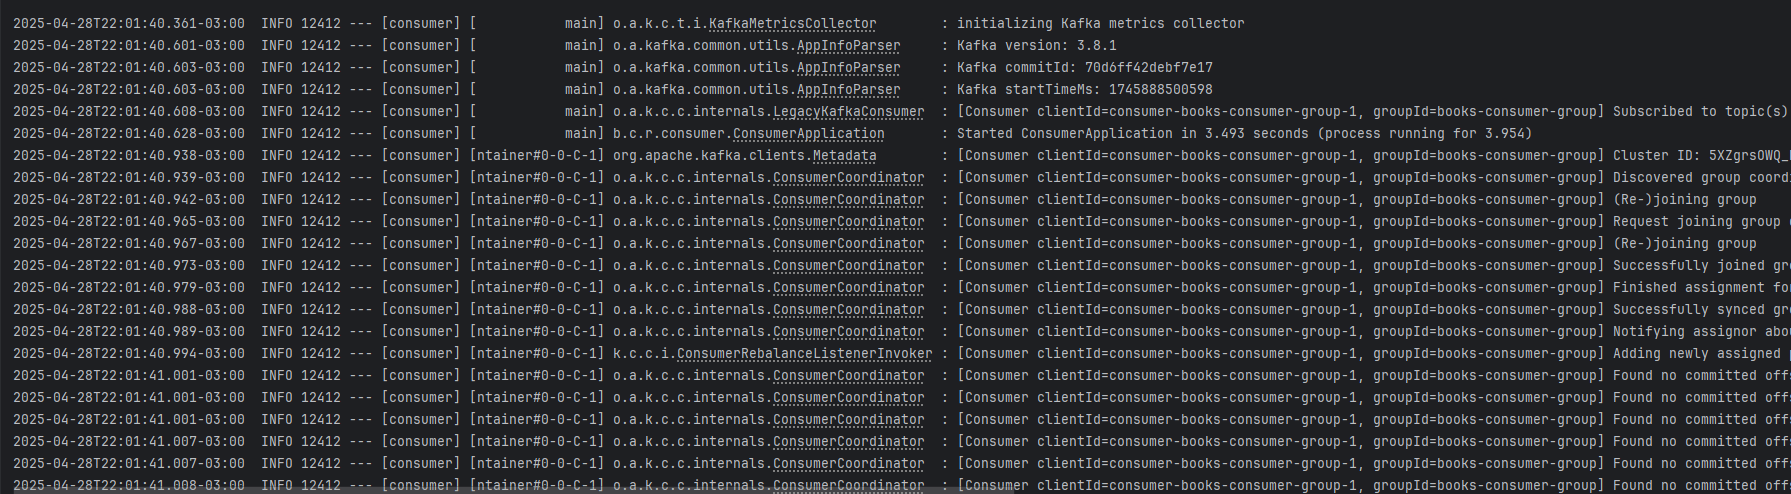 2025-04-28T22:01:40.361-03:00  INFO 12412 --- [consumer] [           main] o.a.k.c.t.i.KafkaMetricsCollector        : initializing Kafka metrics collector
2025-04-28T22:01:40.601-03:00  INFO 12412 --- [consumer] [           main] o.a.kafka.common.utils.AppInfoParser     : Kafka version: 3.8.1
2025-04-28T22:01:40.603-03:00  INFO 12412 --- [consumer] [           main] o.a.kafka.common.utils.AppInfoParser     : Kafka commitId: 70d6ff42debf7e17
2025-04-28T22:01:40.603-03:00  INFO 12412 --- [consumer] [           main] o.a.kafka.common.utils.AppInfoParser     : Kafka startTimeMs: 1745888500598
2025-04-28T22:01:40.608-03:00  INFO 12412 --- [consumer] [           main] o.a.k.c.c.internals.LegacyKafkaConsumer  : [Consumer clientId=consumer-books-consumer-group-1, groupId=books-consumer-group] Subscribed to topic(s)
2025-04-28T22:01:40.628-03:00  INFO 12412 --- [consumer] [           main] b.c.r.consumer.ConsumerApplication       : Started ConsumerApplication in 3.493 seconds (process running for 3.954)
2025-04-28T22:01:40.938-03:00  INFO 12412 --- [consumer] [ntainer#0-0-C-1] org.apache.kafka.clients.Metadata        : [Consumer clientId=consumer-books-consumer-group-1, groupId=books-consumer-group] Cluster ID: 5XZgrsOWQ_
2025-04-28T22:01:40.939-03:00  INFO 12412 --- [consumer] [ntainer#0-0-C-1] o.a.k.c.c.internals.ConsumerCoordinator  : [Consumer clientId=consumer-books-consumer-group-1, groupId=books-consumer-group] Discovered group coord
2025-04-28T22:01:40.942-03:00  INFO 12412 --- [consumer] [ntainer#0-0-C-1] o.a.k.c.c.internals.ConsumerCoordinator  : [Consumer clientId=consumer-books-consumer-group-1, groupId=books-consumer-group] (Re-)joining group
2025-04-28T22:01:40.965-03:00  INFO 12412 --- [consumer] [ntainer#0-0-C-1] o.a.k.c.c.internals.ConsumerCoordinator  : [Consumer clientId=consumer-books-consumer-group-1, groupId=books-consumer-group] Request joining group
2025-04-28T22:01:40.967-03:00  INFO 12412 --- [consumer] [ntainer#0-0-C-1] o.a.k.c.c.internals.ConsumerCoordinator  : [Consumer clientId=consumer-books-consumer-group-1, groupId=books-consumer-group] (Re-)joining group
2025-04-28T22:01:40.973-03:00  INFO 12412 --- [consumer] [ntainer#0-0-C-1] o.a.k.c.c.internals.ConsumerCoordinator  : [Consumer clientId=consumer-books-consumer-group-1, groupId=books-consumer-group] Successfully joined gr
2025-04-28T22:01:40.979-03:00  INFO 12412 --- [consumer] [ntainer#0-0-C-1] o.a.k.c.c.internals.ConsumerCoordinator  : [Consumer clientId=consumer-books-consumer-group-1, groupId=books-consumer-group] Finished assignment fo
2025-04-28T22:01:40.988-03:00  INFO 12412 --- [consumer] [ntainer#0-0-C-1] o.a.k.c.c.internals.ConsumerCoordinator  : [Consumer clientId=consumer-books-consumer-group-1, groupId=books-consumer-group] Successfully synced gr
2025-04-28T22:01:40.989-03:00  INFO 12412 --- [consumer] [ntainer#0-0-C-1] o.a.k.c.c.internals.ConsumerCoordinator  : [Consumer clientId=consumer-books-consumer-group-1, groupId=books-consumer-group] Notifying assignor abo
2025-04-28T22:01:40.994-03:00  INFO 12412 --- [consumer] [ntainer#0-0-C-1] k.c.c.i.ConsumerRebalanceListenerInvoker : [Consumer clientId=consumer-books-consumer-group-1, groupId=books-consumer-group] Adding newly assigned
2025-04-28T22:01:41.001-03:00  INFO 12412 --- [consumer] [ntainer#0-0-C-1] o.a.k.c.c.internals.ConsumerCoordinator  : [Consumer clientId=consumer-books-consumer-group-1, groupId=books-consumer-group] Found no committed off
2025-04-28T22:01:41.001-03:00  INFO 12412 --- [consumer] [ntainer#0-0-C-1] o.a.k.c.c.internals.ConsumerCoordinator  : [Consumer clientId=consumer-books-consumer-group-1, groupId=books-consumer-group] Found no committed off
2025-04-28T22:01:41.001-03:00  INFO 12412 --- [consumer] [ntainer#0-0-C-1] o.a.k.c.c.internals.ConsumerCoordinator  : [Consumer clientId=consumer-books-consumer-group-1, groupId=books-consumer-group] Found no committed off
2025-04-28T22:01:41.007-03:00  INFO 12412 --- [consumer] [ntainer#0-0-C-1] o.a.k.c.c.internals.ConsumerCoordinator  : [Consumer clientId=consumer-books-consumer-group-1, groupId=books-consumer-group] Found no committed off
2025-04-28T22:01:41.007-03:00  INFO 12412 --- [consumer] [ntainer#0-0-C-1] o.a.k.c.c.internals.ConsumerCoordinator  : [Consumer clientId=consumer-books-consumer-group-1, groupId=books-consumer-group] Found no committed off
2025-04-28T22:01:41.008-03:00  INFO 12412 --- [consumer] [ntainer#0-0-C-1] o.a.k.c.c.internals.ConsumerCoordinator  : [Consumer clientId=consumer-books-consumer-group-1, groupId=books-consumer-group] Found no committed off